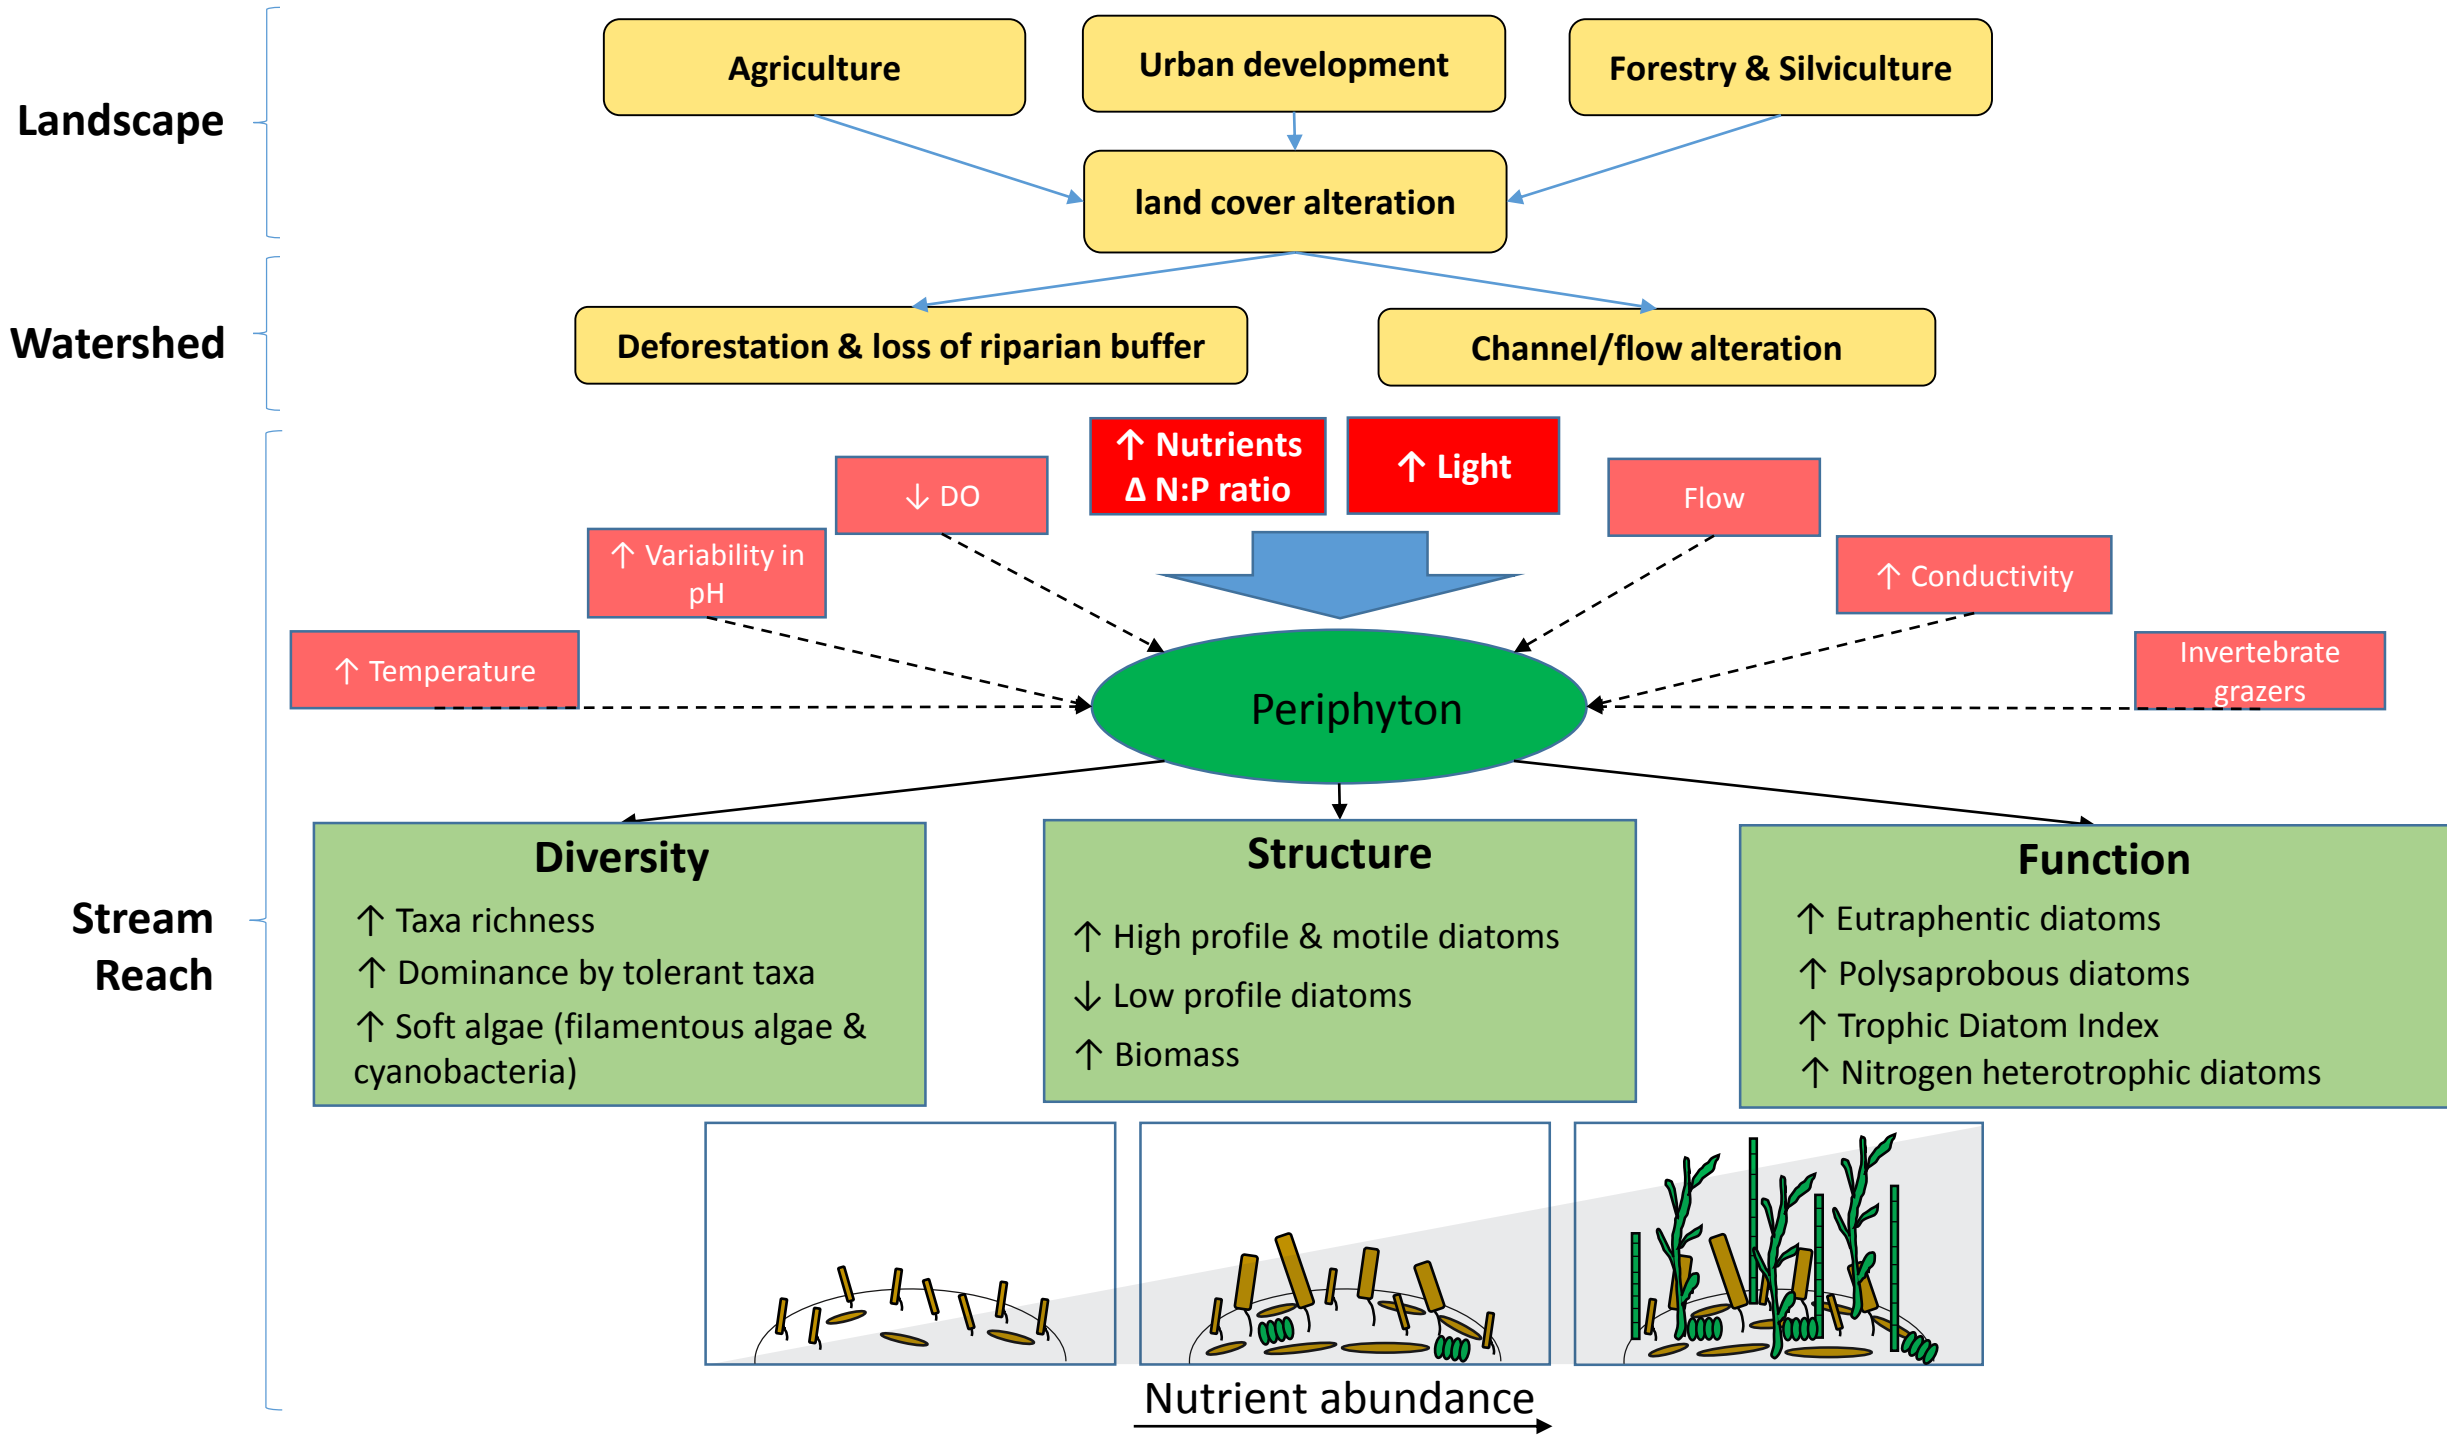 Landscape
Agriculture
Urban development
Forestry & Silviculture
land cover alteration
Watershed
Deforestation & loss of riparian buffer
Channel/flow alteration
↑ Nutrients
Δ N:P ratio
↑ Light
↓ DO
Flow
↑ Variability in
pH
↑ Conductivity
↑ Temperature
Invertebrate
grazers
Periphyton
Stream
Reach
Diversity
↑ Taxa richness
↑ Dominance by tolerant taxa
↑ Soft algae (filamentous algae &
cyanobacteria)
Structure
↑ High profile & motile diatoms
↓ Low profile diatoms
↑ Biomass
Function
↑ Eutraphentic diatoms
↑ Polysaprobous diatoms
↑ Trophic Diatom Index
↑ Nitrogen heterotrophic diatoms
Nutrient abundance